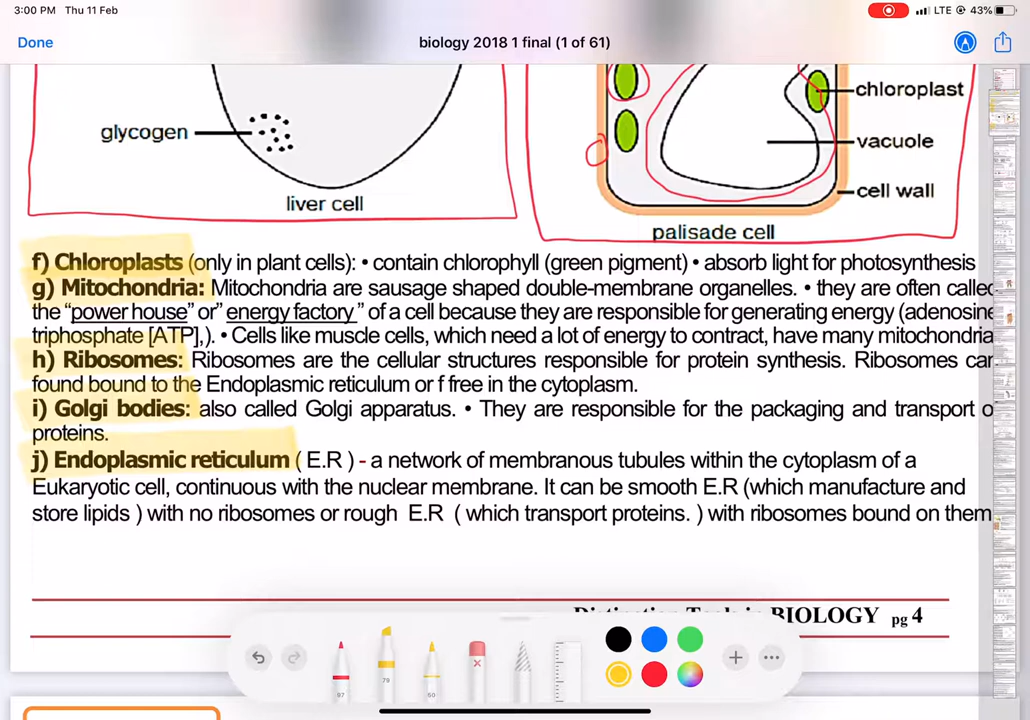 3:00 PM Thu 11 Feb LTE 43%
Done biology 2018 1 final (1 of 61)
chloroplast
glycogen
vacuole
cell wall
liver cell
palisade cell
f) Chloroplasts (only in plant cells): • contain chlorophyll (green pigment) • absorb light for photosynthesis
g) Mitochondria: Mitochondria are sausage shaped double-membrane organelles. • they are often called
the “power house” or” energy factory ” of a cell because they are responsible for generating energy (adenosine
triphosphate [ATP],). • Cells like muscle cells, which need a lot of energy to contract, have many mitochondria
h) Ribosomes: Ribosomes are the cellular structures responsible for protein synthesis. Ribosomes can
found bound to the Endoplasmic reticulum or f free in the cytoplasm.
i) Golgi bodies: also called Golgi apparatus. • They are responsible for the packaging and transport o
proteins.
j) Endoplasmic reticulum ( E.R ) - a network of membranous tubules within the cytoplasm of a
Eukaryotic cell, continuous with the nuclear membrane. It can be smooth E.R (which manufacture and
store lipids ) with no ribosomes or rough E.R ( which transport proteins. ) with ribosomes bound on them
BIOLOGY pg 4
97
79
50